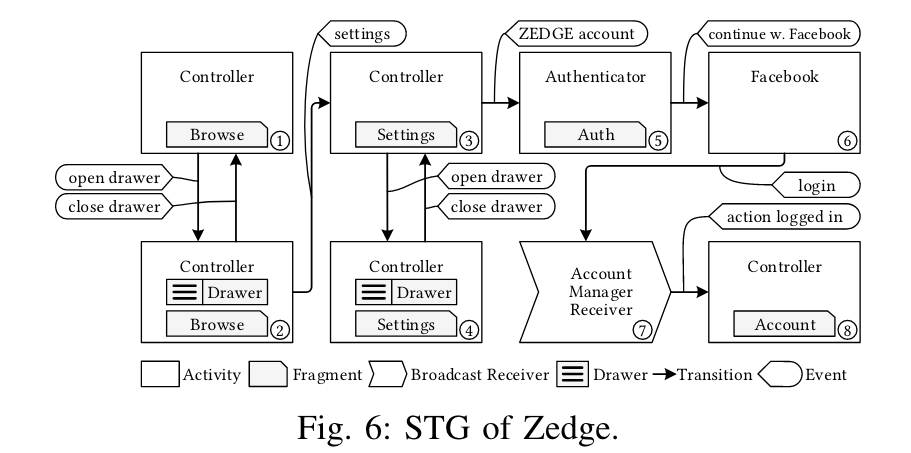 settings
ZEDGE account
continue w. Facebook
Controller
Browse
1
Controller
Settings
3
Authenticator
Auth
5
Facebook
6
open drawer
close drawer
open drawer
close drawer
login
action logged in
Controller
Drawer
Browse
2
Controller
Drawer
Settings
4
Account
Manager
Receiver
7
Controller
Account
8
Activity Fragment Broadcast Receiver Drawer Transition Event
Fig. 6: STG of Zedge.